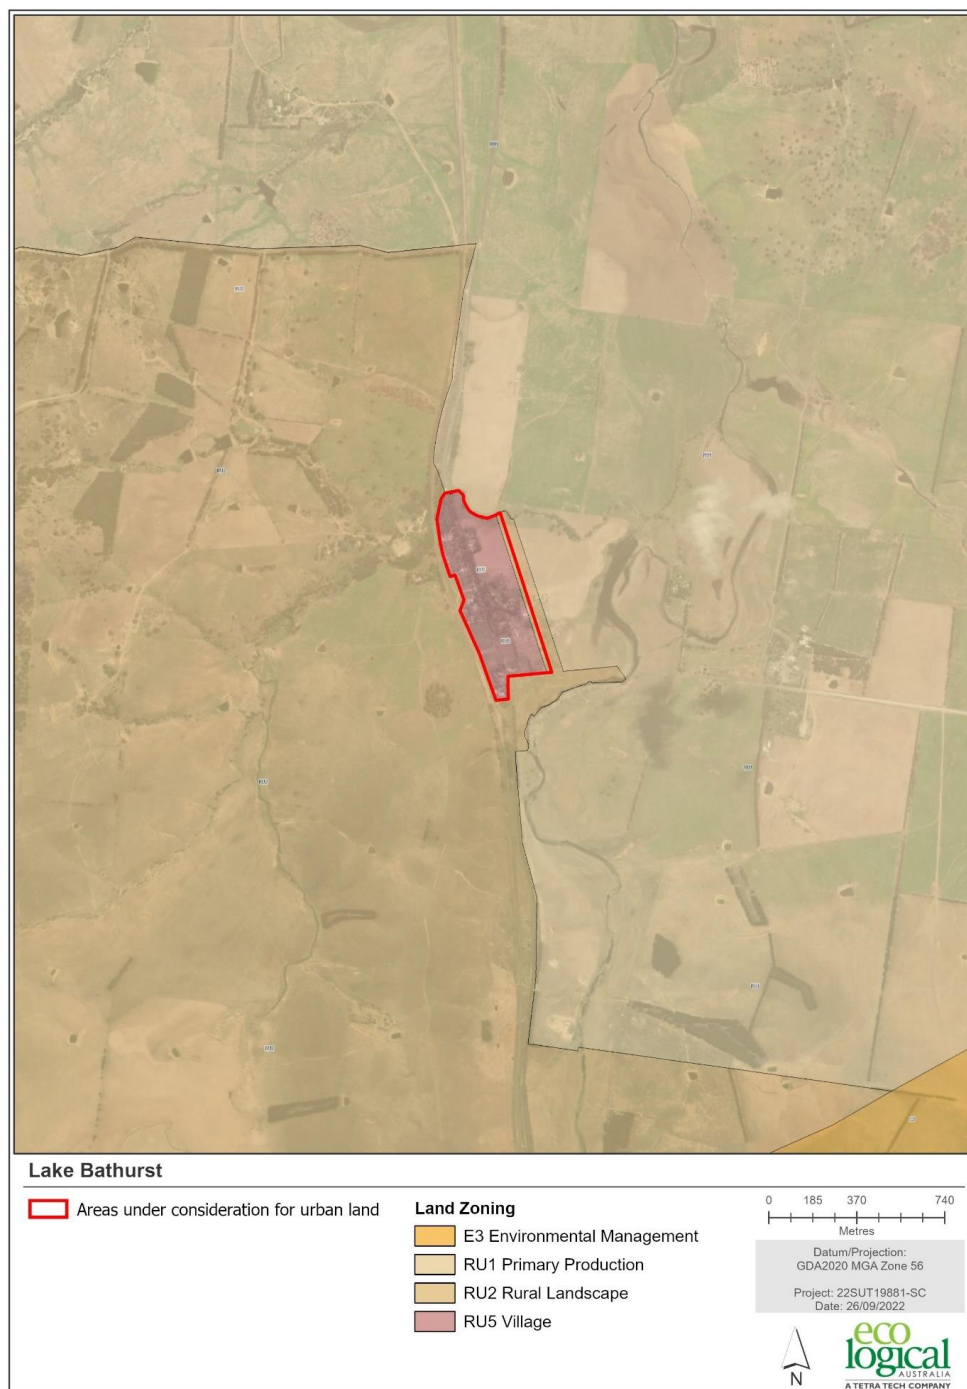 Lake Bathurst
Areas under consideration for urban land
Land Zoning
E3 Environmental Management
RU1 Primary Production
RU2 Rural Landscape
RU5 Village
0 185 370 740
Metres
Datum/Projection:
GDA2020 MGA Zone 56
Project: 22SUT19881-SC
Date: 26/09/2022
N
eco
logical
AUSTRALIA
A TETRA TECH COMPANY